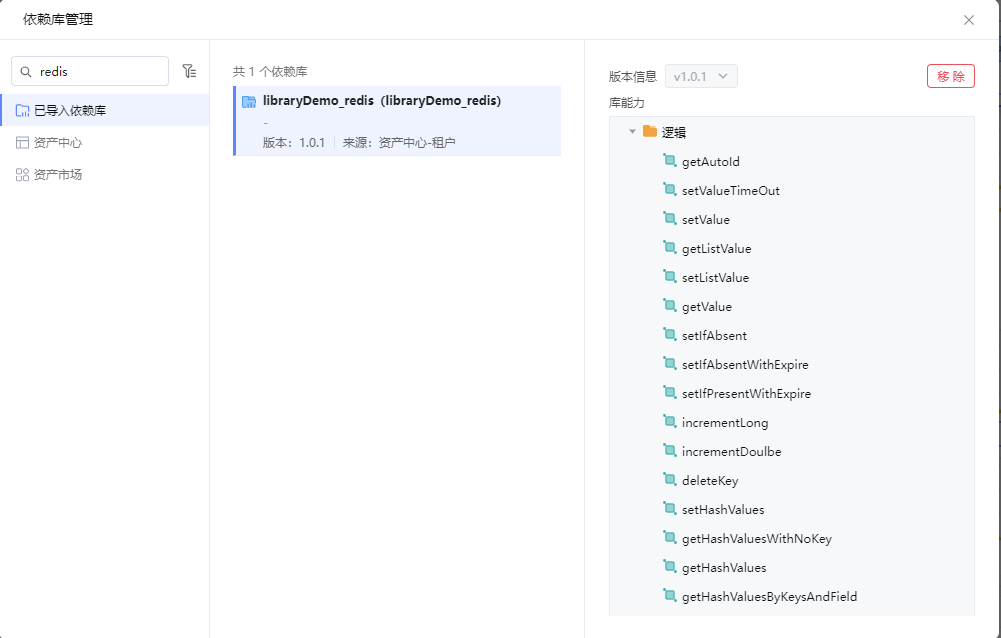 依赖库管理
redis
已导入依赖库
资产中心
资产市场
共 1 个依赖库
libraryDemo_redis（libraryDemo_redis）
-
版本：1.0.1 来源：资产中心-租户
版本信息 v1.0.1 移 除
库能力
逻辑
getAutoId
setValueTimeOut
setValue
getListValue
setListValue
getValue
setIfAbsent
setIfAbsentWithExpire
setIfPresentWithExpire
incrementLong
incrementDoulbe
deleteKey
setHashValues
getHashValuesWithNoKey
getHashValues
getHashValuesByKeysAndField